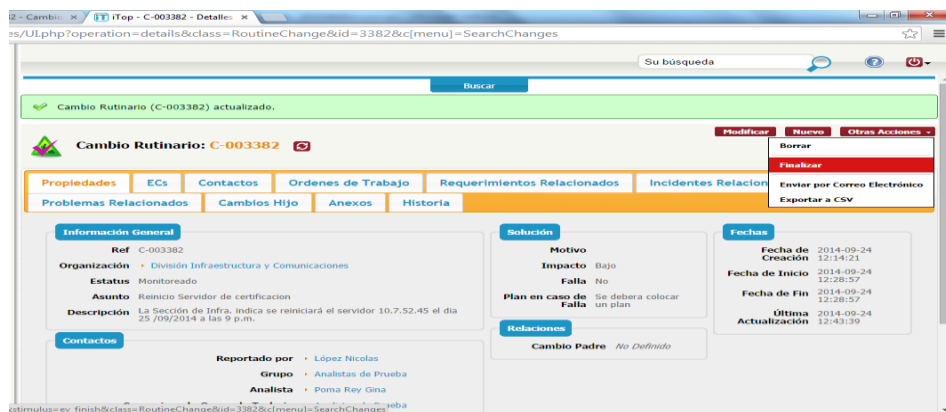 2 - Cambio × iTop - C-003382 - Detalles ×
es/UI.php?operation=details&class=RoutineChange&id=3382&c[menu]=SearchChanges
Su búsqueda
Buscar
Cambio Rutinario (C-003382) actualizado.
Modificar Nuevo Otras Acciones
Cambio Rutinario: C-003382
Borrar
Finalizar
Enviar por Correo Electrónico
Exportar a CSV
Propiedades ECs Contactos Ordenes de Trabajo Requerimientos Relacionados Incidentes Relacion
Problemas Relacionados Cambios Hijo Anexos Historia
Información General
Ref C-003382
Organización División Infraestructura y Comunicaciones
Estatus Monitoreado
Asunto Reinicio Servidor de certificacion
Descripción La Sección de Infra. indica se reiniciará el servidor 10.7.52.45 el dia
25 /09/2014 a las 9 p.m.
Contactos
Reportado por López Nicolas
Grupo Analistas de Prueba
Analista Poma Rey Gina
Solución
Motivo
Impacto Bajo
Falla No
Plan en caso de Falla Se debera colocar
un plan
Relaciones
Cambio Padre No Definido
Fechas
Fecha de Creación 2014-09-24
12:14:21
Fecha de Inicio 2014-09-24
12:28:57
Fecha de Fin 2014-09-24
12:28:57
Última Actualización 2014-09-24
12:43:39
stimulus=ev_finish&class=RoutineChange&id=3382&c[menu]=SearchChanges